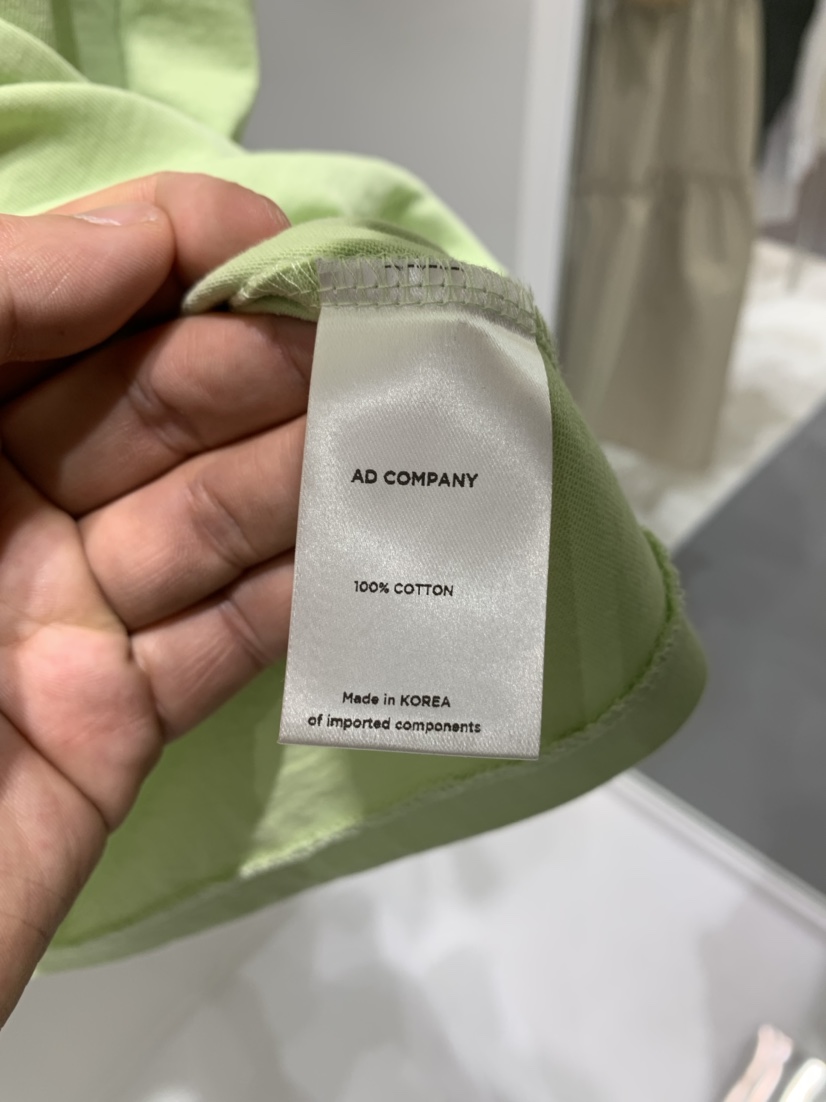 AD COMPANY
100% COTTON
Made in KOREA
of imported components